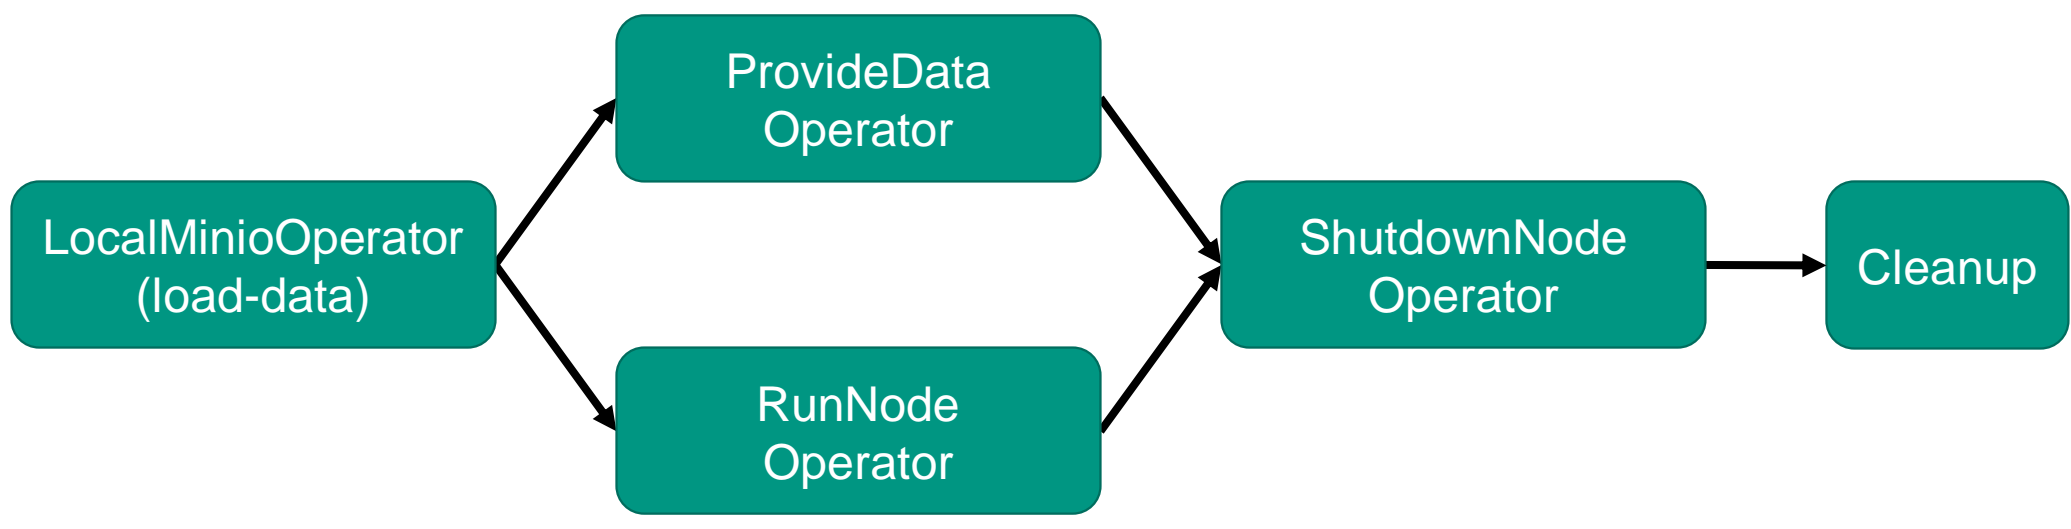 LocalMinioOperator
(load-data)
ProvideData
Operator
RunNode
Operator
ShutdownNode
Operator
Cleanup